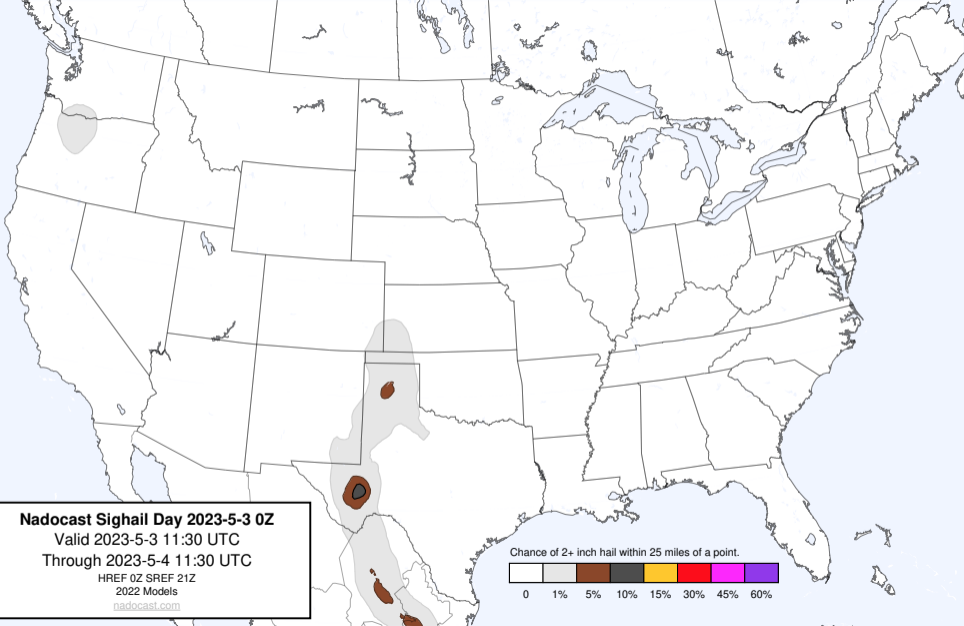 Nadocast Sighail Day 2023-5-3 0Z
Valid 2023-5-3 11:30 UTC
Through 2023-5-4 11:30 UTC
HREF 0Z SREF 21Z
2022 Models
nadocast.com
Chance of 2+ inch hail within 25 miles of a point.
0 1% 5% 10% 15% 30% 45% 60%